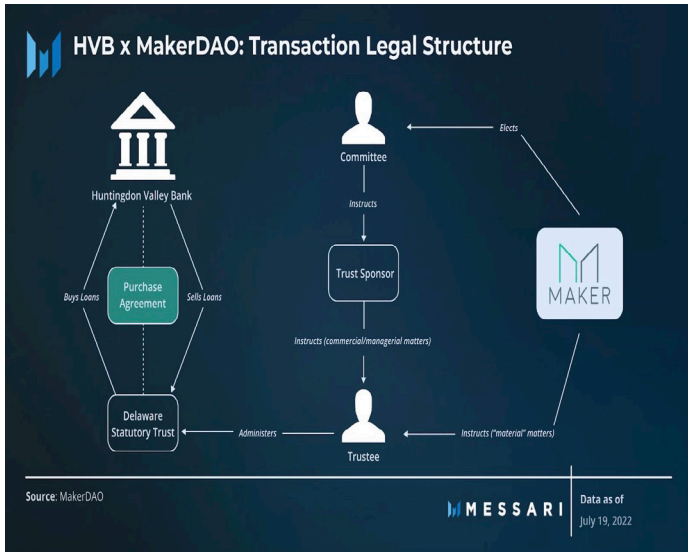 HVB x MakerDAO: Transaction Legal Structure
Huntingdon Valley Bank
Buys Loans
Purchase
Agreement
Sells Loans
Delaware
Statutory Trust
Administers
Committee
Elects
Instructs
Trust Sponsor
Instructs (commercial/managerial matters)
Trustee
Instructs ("material" matters)
MAKER
Source: MakerDAO
MESSARI
Data as of
July 19, 2022